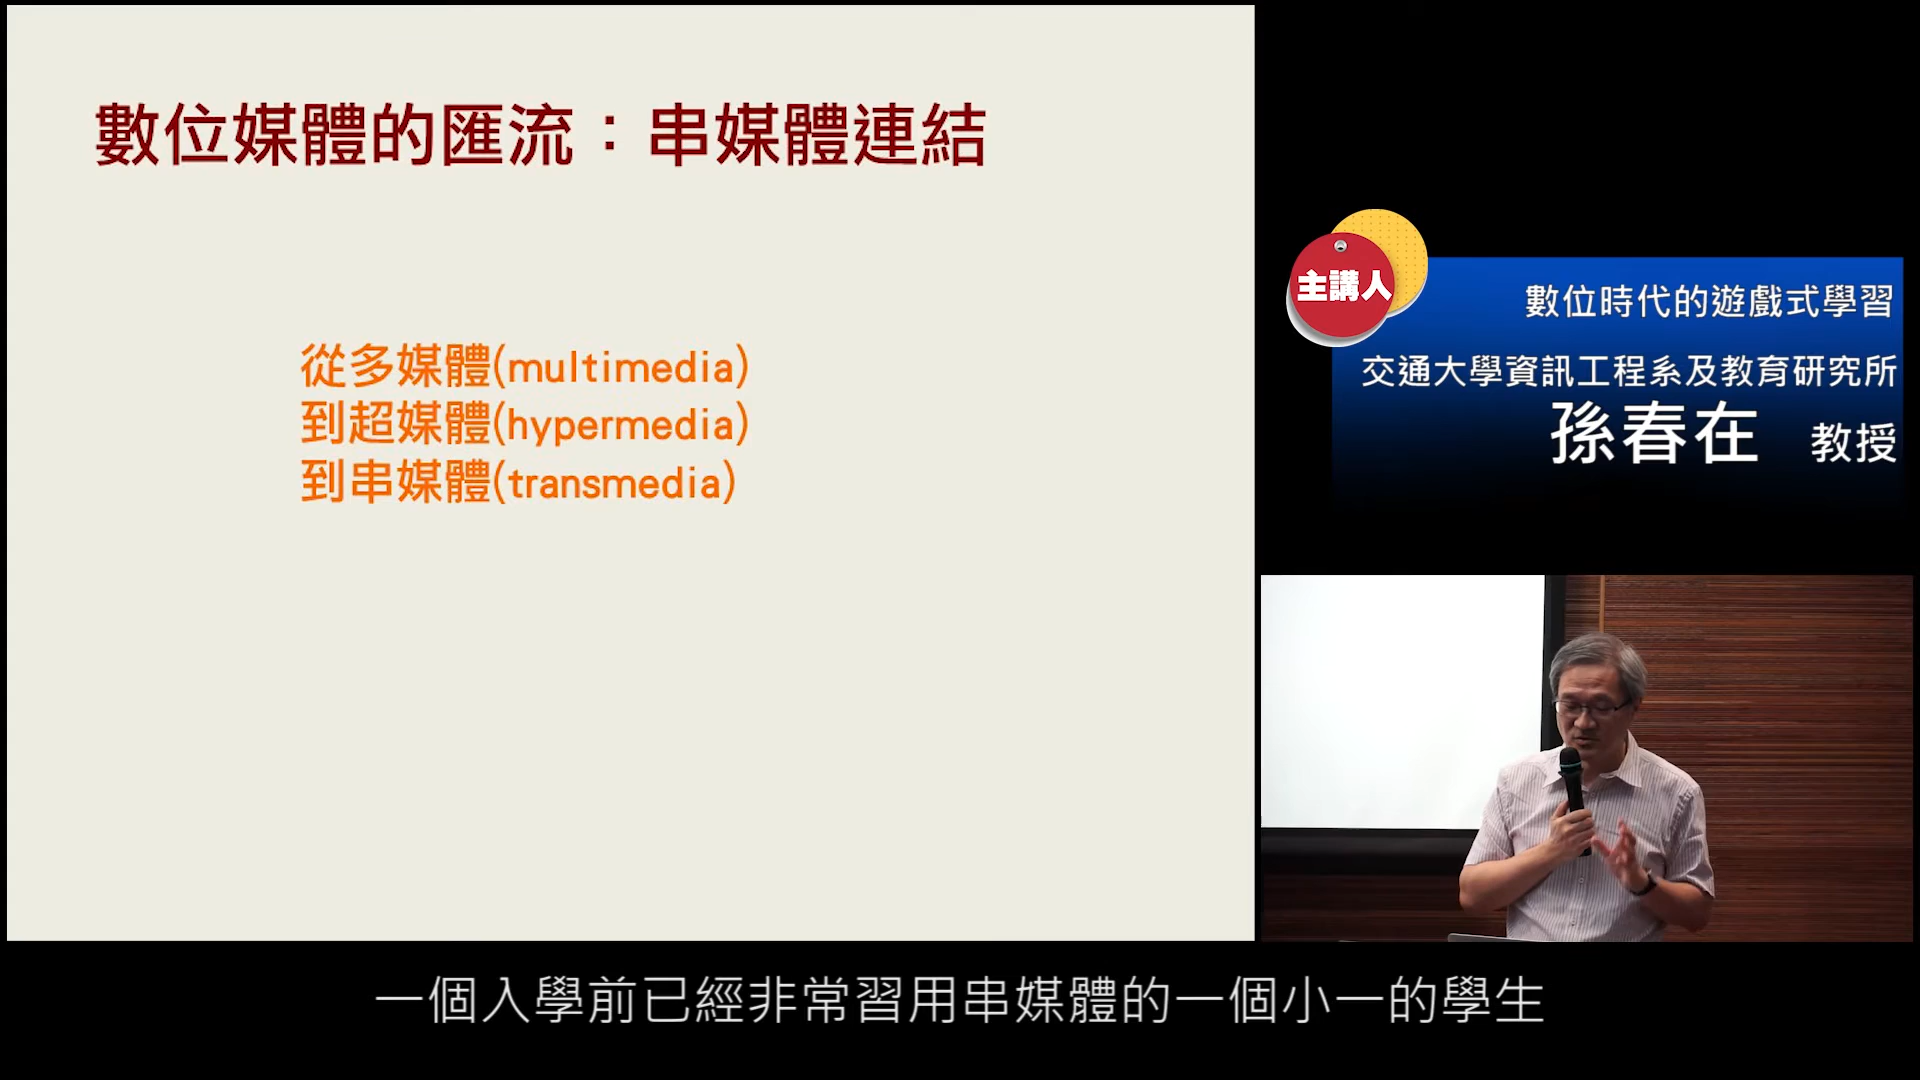 數位媒體的匯流：串媒體連結
從多媒體(multimedia)
到超媒體(hypermedia)
到串媒體(transmedia)
主講人
數位時代的遊戲式學習
交通大學資訊工程系及教育研究所
孫春在 教授
一個入學前已經非常習用串媒體的一個小一的學生